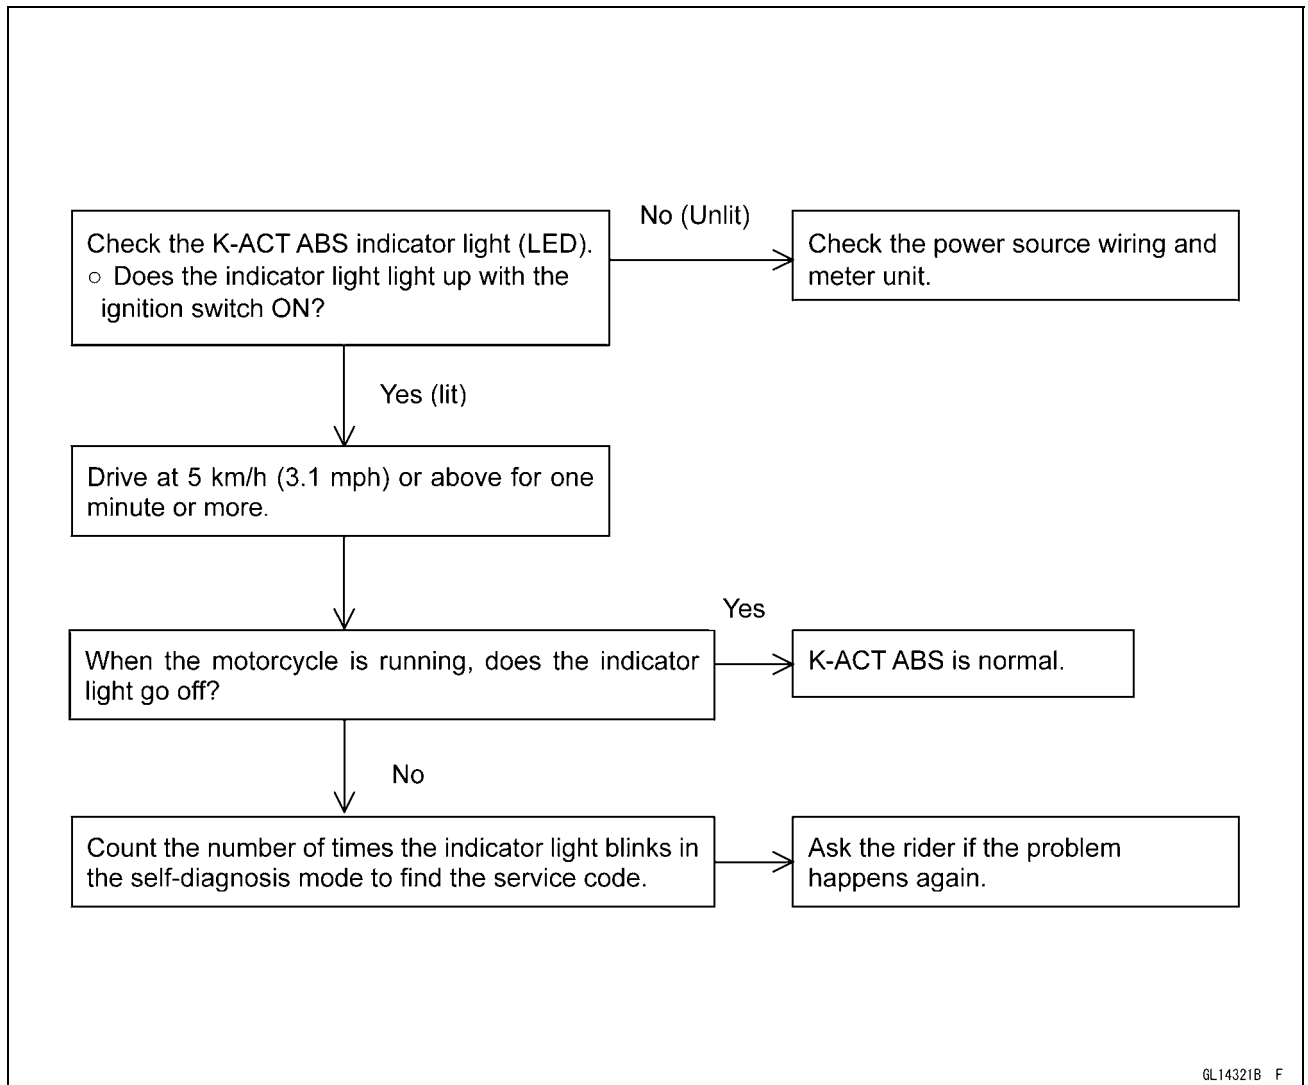 Check the K-ACT ABS indicator light (LED).
○ Does the indicator light light up with the
ignition switch ON?
No (Unlit)
Check the power source wiring and
meter unit.
Yes (lit)
Drive at 5 km/h (3.1 mph) or above for one
minute or more.
When the motorcycle is running, does the indicator
light go off?
Yes
K-ACT ABS is normal.
No
Count the number of times the indicator light blinks in
the self-diagnosis mode to find the service code.
Ask the rider if the problem
happens again.
GL14321B F